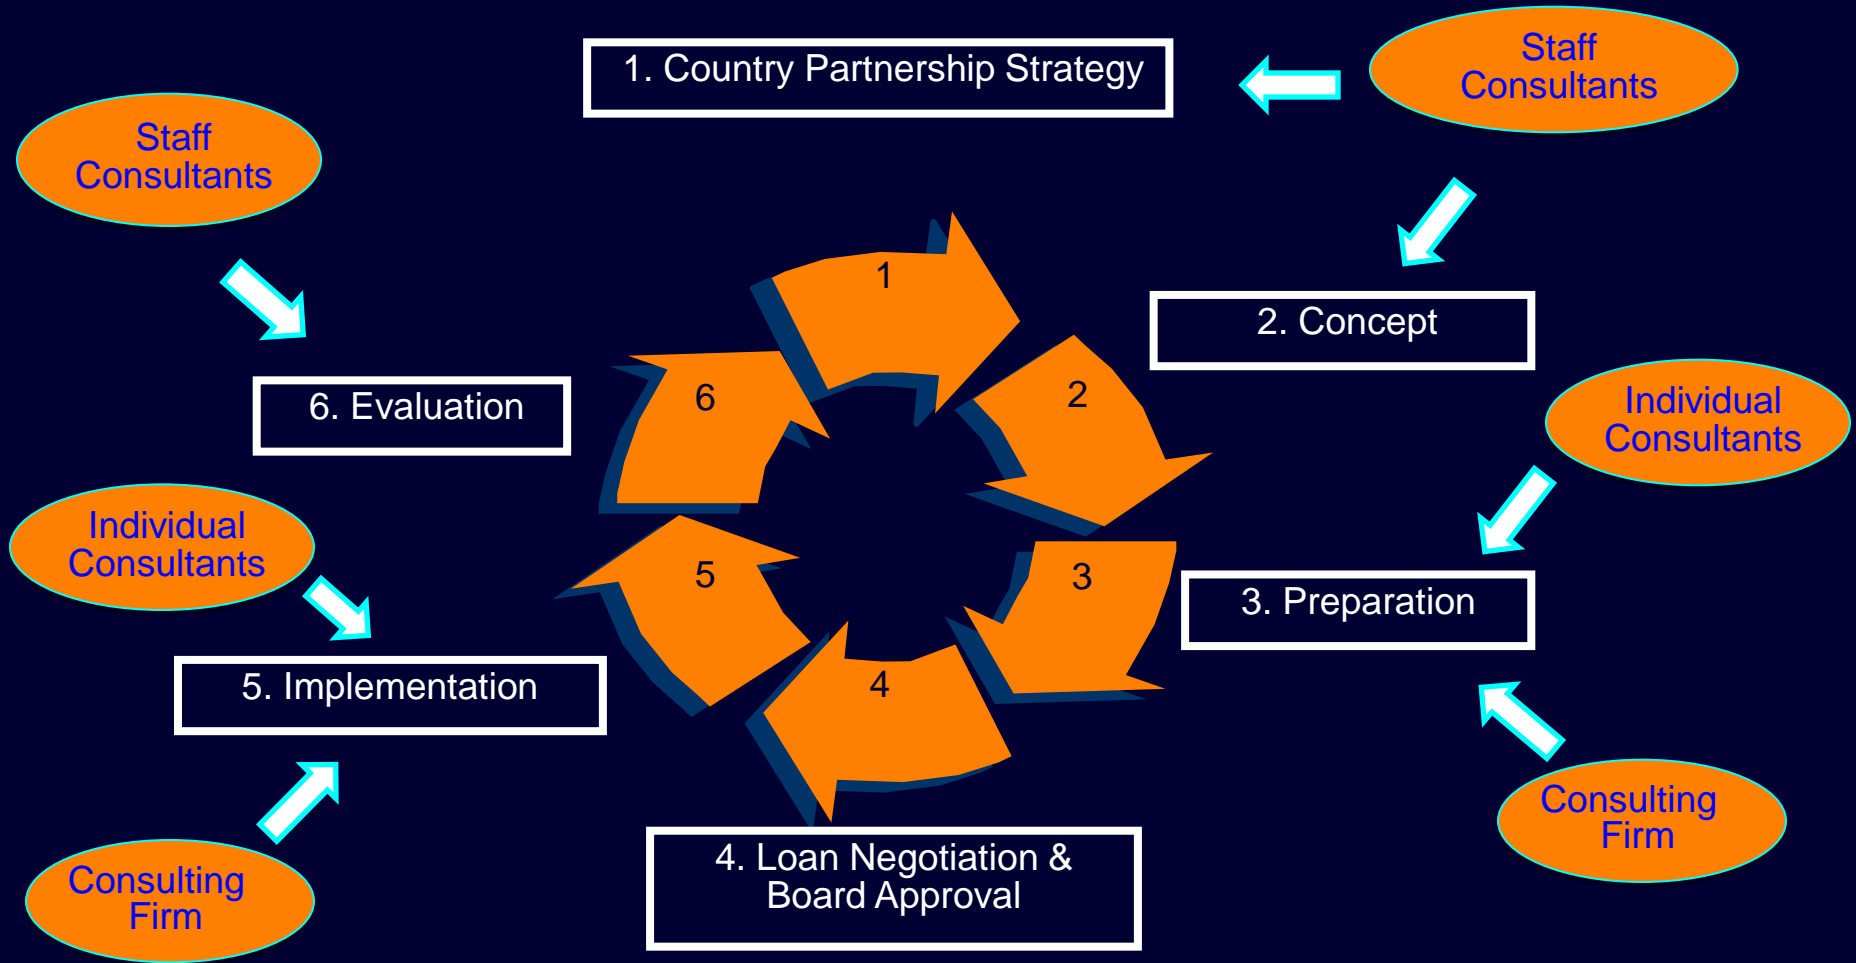 1. Country Partnership Strategy
Staff
Consultants
Staff
Consultants
1
2. Concept
2
6
6. Evaluation
Individual
Consultants
Individual
Consultants
5
3
3. Preparation
5. Implementation
4
Consulting
Firm
4. Loan Negotiation &
Board Approval
Consulting
Firm